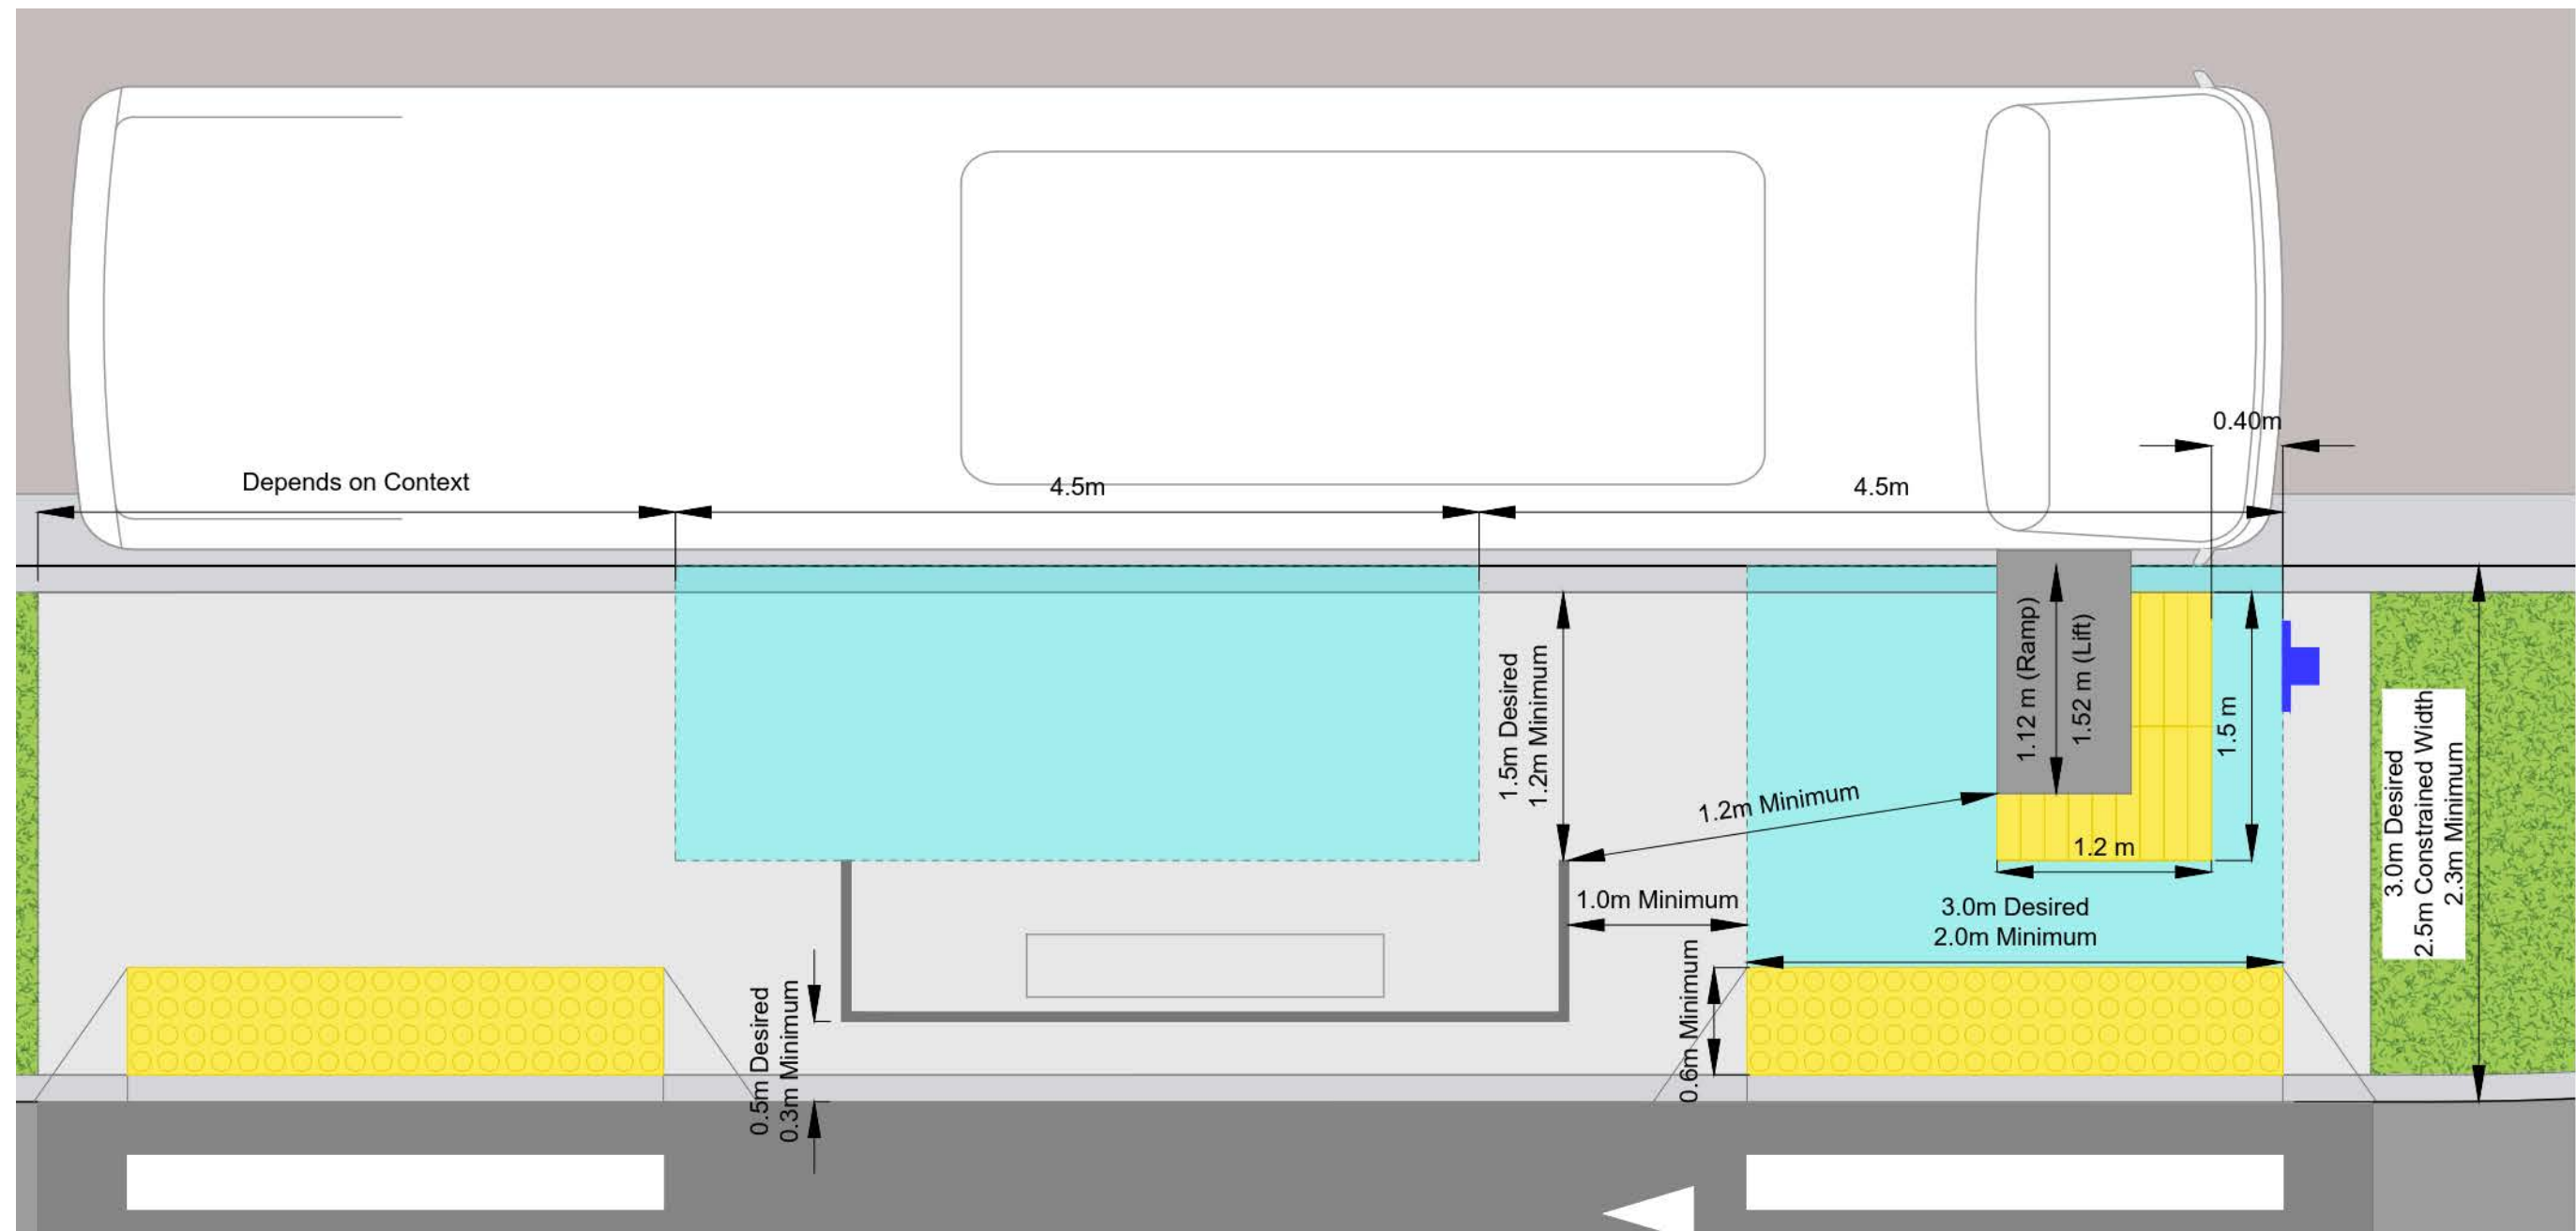 0.40m
Depends on Context
4.5m
4.5m
1.5m Desired
1.2m Minimum
1.12 m (Ramp)
1.52 m (Lift)
1.5 m
1.2m Minimum
1.2 m
1.0m Minimum
3.0m Desired
2.0m Minimum
3.0m Desired
2.5m Constrained Width
2.3m Minimum
0.5m Desired
0.3m Minimum
0.6m Minimum